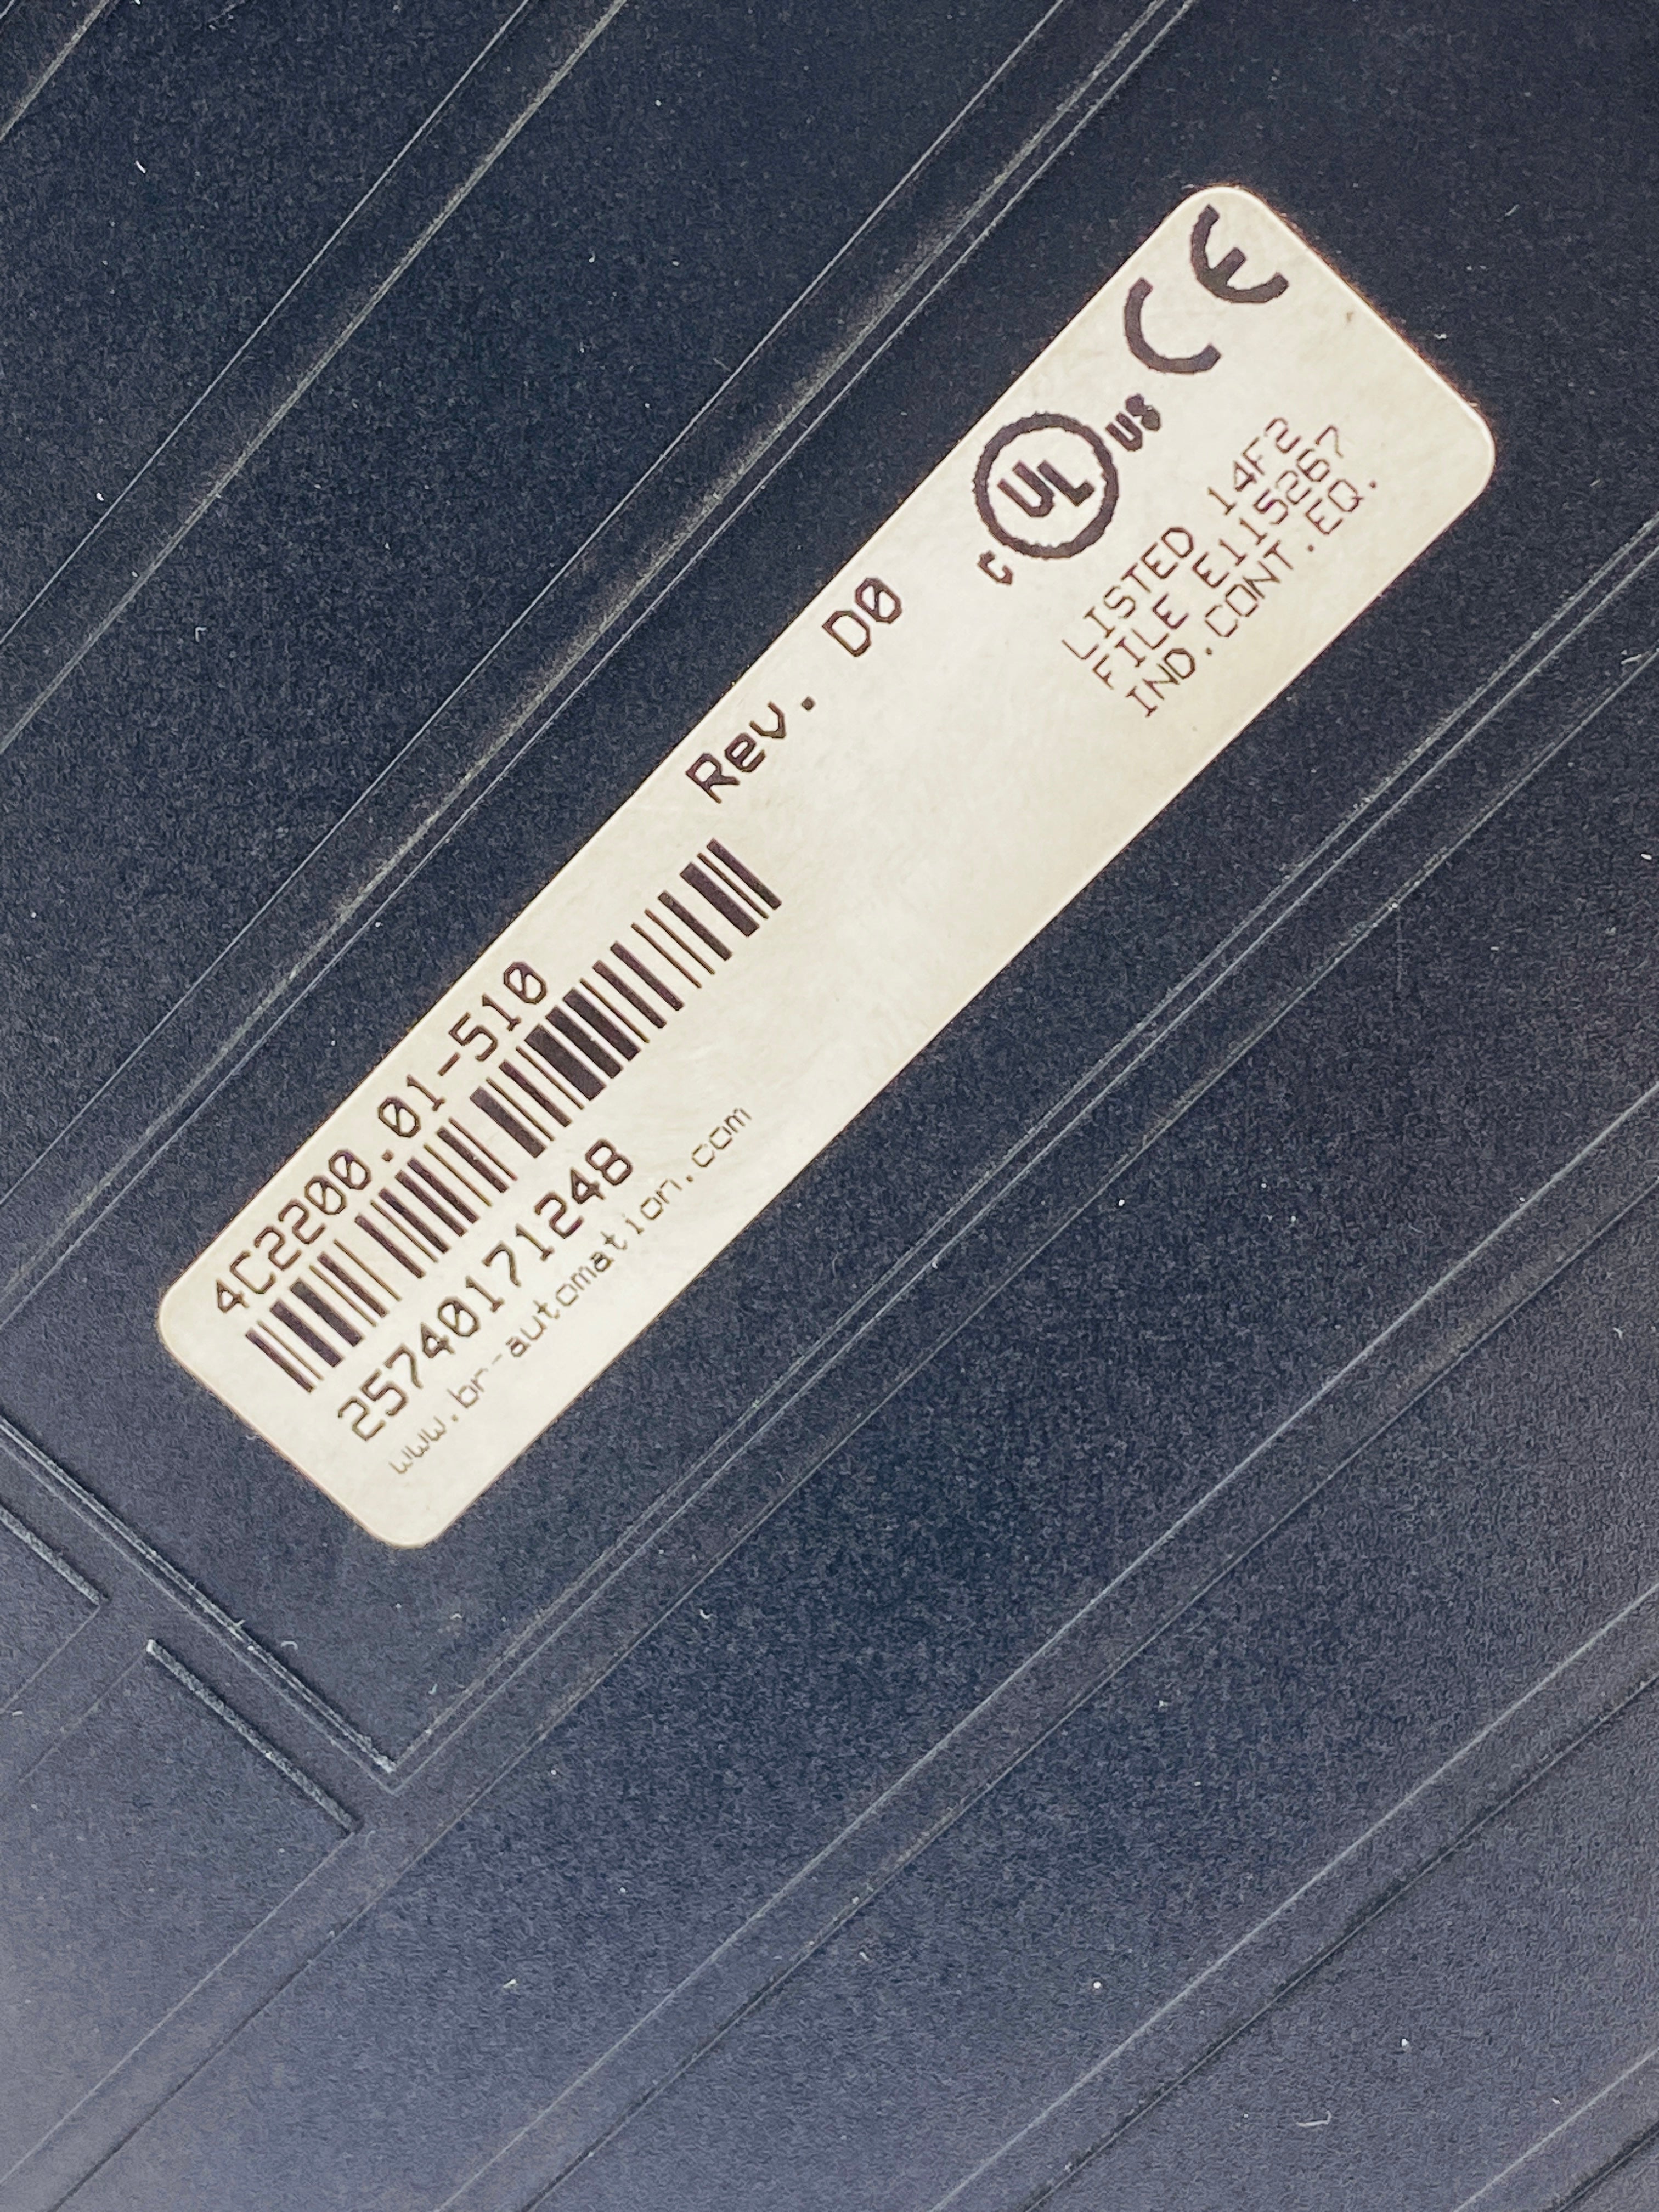 4C2200.01-510 Rev. D0
25740171248
www.br-automation.com
c UL us CE
LISTED 14F2
FILE E115267
IND.CONT.EQ.